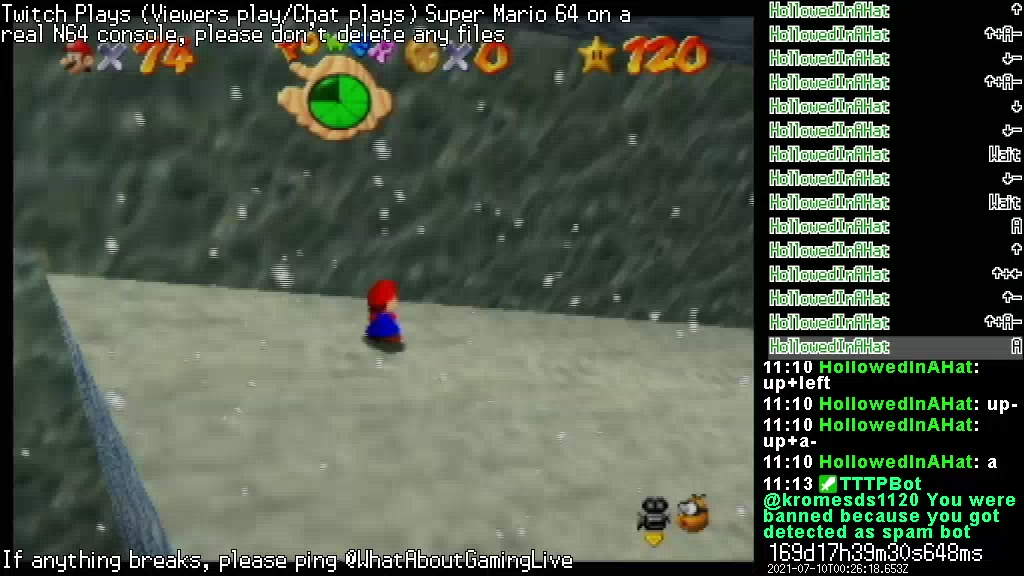 Twitch Plays (Viewers play/Chat plays) Super Mario 64 on a
real N64 console, please don't delete any files
74
0
120
HollowedInAHat ↑
HollowedInAHat ↑+A-
HollowedInAHat ↓-
HollowedInAHat ↑+A-
HollowedInAHat ↓
HollowedInAHat ↓-
HollowedInAHat Wait
HollowedInAHat ↓-
HollowedInAHat Wait
HollowedInAHat A
HollowedInAHat ↑
HollowedInAHat ↑++
HollowedInAHat ↑-
HollowedInAHat ↑+A-
HollowedInAHat A
11:10 HollowedInAHat:
up+left
11:10 HollowedInAHat: up-
11:10 HollowedInAHat:
up+a-
11:10 HollowedInAHat: a
11:13 TTTPBot
@kromesds1120 You were
banned because you got
detected as spam bot
169d17h39m30s648ms
2021-07-10T00:26:18.653Z
If anything breaks, please ping @WhatAboutGamingLive